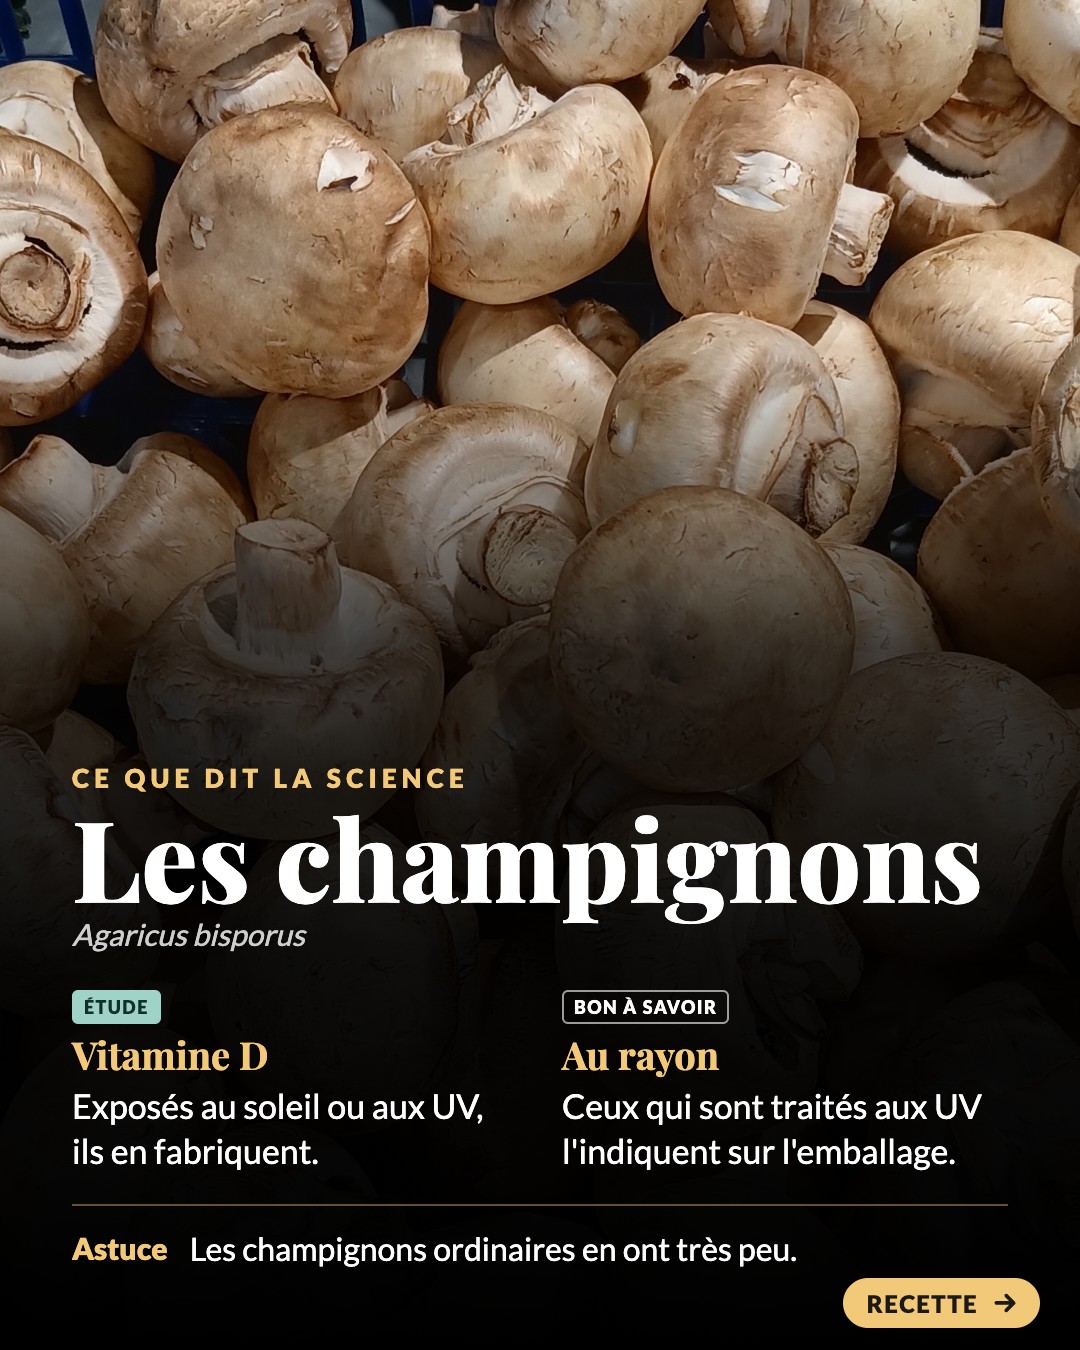 CE QUE DIT LA SCIENCE
Les champignons
Agaricus bisporus
ÉTUDE
Vitamine D
Exposés au soleil ou aux UV,
ils en fabriquent.
BON À SAVOIR
Au rayon
Ceux qui sont traités aux UV
l'indiquent sur l'emballage.
Astuce Les champignons ordinaires en ont très peu.
RECETTE →